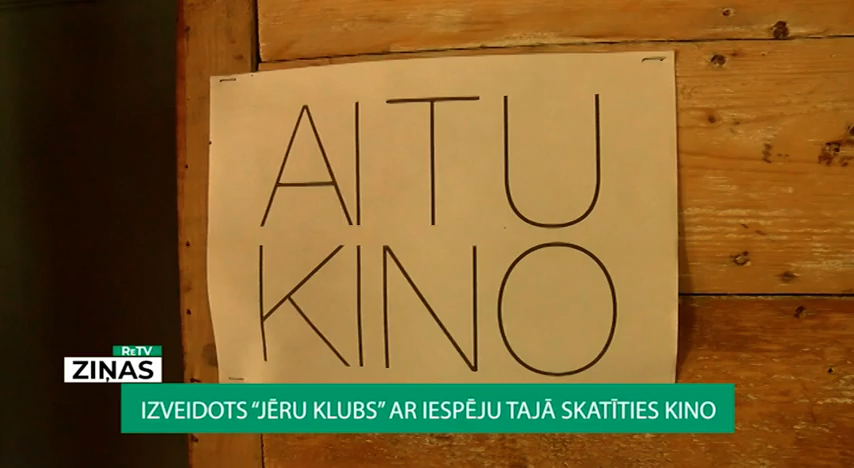 AITU
KINO
ReTV
ZIŅAS
IZVEIDOTS “JĒRU KLUBS” AR IESPĒJU TAJĀ SKATĪTIES KINO